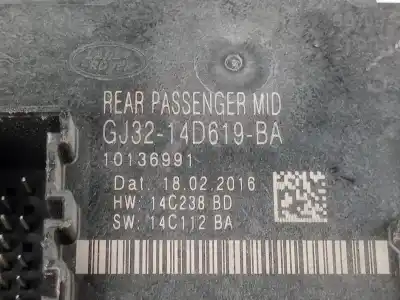 REAR PASSENGER MID
GJ32-14D619-BA
10136991
Dat. 18.02.2016
HW: 14C238 BD
SW: 14C112 BA